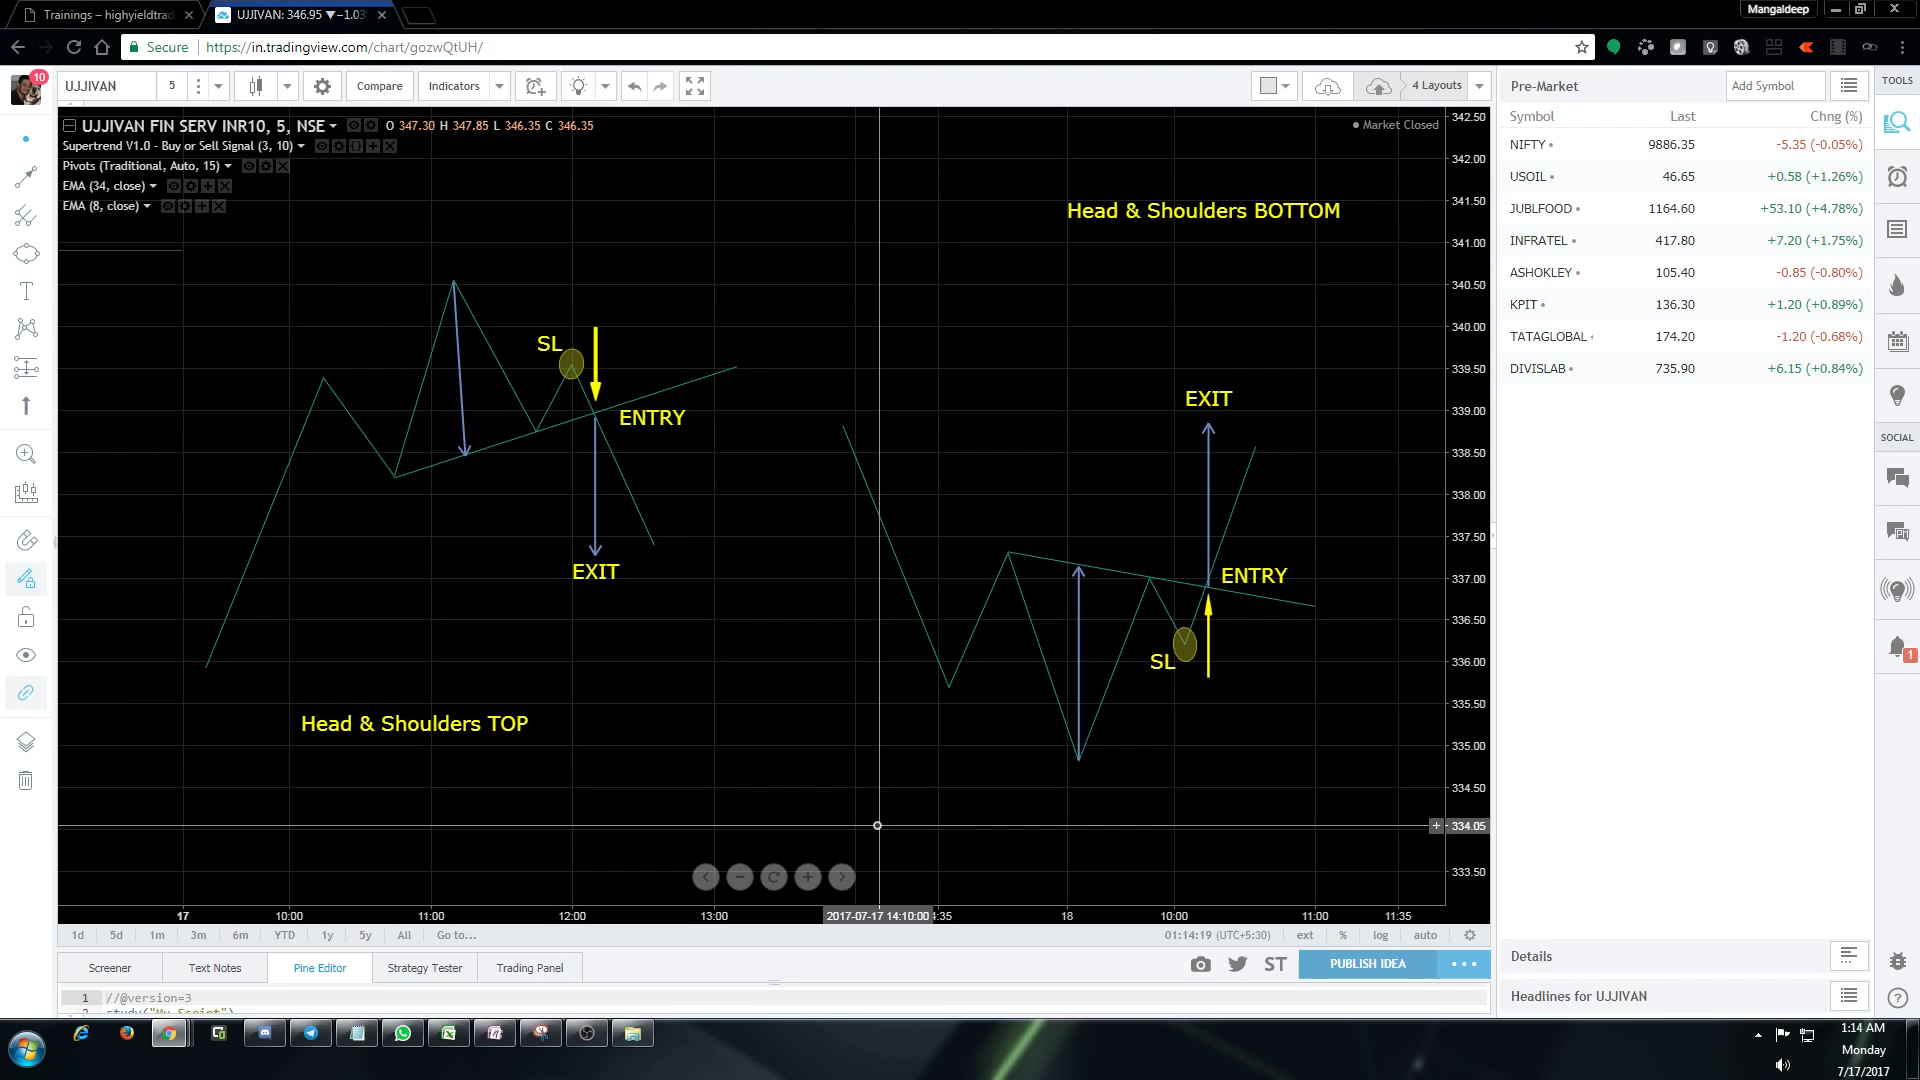 Trainings – highyieldtrad
UJJIVAN: 346.95 ▼−1.03
Mangaldeep
Secure
https://in.tradingview.com/chart/gozwQtUH/
10
UJJIVAN
5
Compare
Indicators
4 Layouts
Pre-Market
Add Symbol
TOOLS
UJJIVAN FIN SERV INR10, 5, NSE
O 347.30 H 347.85 L 346.35 C 346.35
Market Closed
Supertrend V1.0 - Buy or Sell Signal (3, 10)
Pivots (Traditional, Auto, 15)
EMA (34, close)
EMA (8, close)
Symbol Last Chng (%)
NIFTY 9886.35 -5.35 (-0.05%)
USOIL 46.65 +0.58 (+1.26%)
JUBLFOOD 1164.60 +53.10 (+4.78%)
INFRATEL 417.80 +7.20 (+1.75%)
ASHOKLEY 105.40 -0.85 (-0.80%)
KPIT 136.30 +1.20 (+0.89%)
TATAGLOBAL 174.20 -1.20 (-0.68%)
DIVISLAB 735.90 +6.15 (+0.84%)
SOCIAL
1
Head & Shoulders BOTTOM
SL
ENTRY
EXIT
Head & Shoulders TOP
EXIT
ENTRY
SL
342.50
342.00
341.50
341.00
340.50
340.00
339.50
339.00
338.50
338.00
337.50
337.00
336.50
336.00
335.50
335.00
334.50
334.05
333.50
17 10:00 11:00 12:00 13:00 2017-07-17 14:10:00 :35 18 10:00 11:00 11:35
1d 5d 1m 3m 6m YTD 1y 5y All Go to...
01:14:19 (UTC+5:30) ext % log auto
Screener
Text Notes
Pine Editor
Strategy Tester
Trading Panel
ST
PUBLISH IDEA
Details
Headlines for UJJIVAN
1 //@version=3
2 study("My Script")
1:14 AM
Monday
7/17/2017